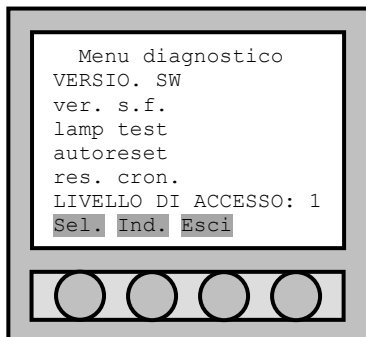 Menu diagnostico
VERSIO. SW
ver. s.f.
lamp test
autoreset
res. cron.
LIVELLO DI ACCESSO: 1
Sel. Ind. Esci